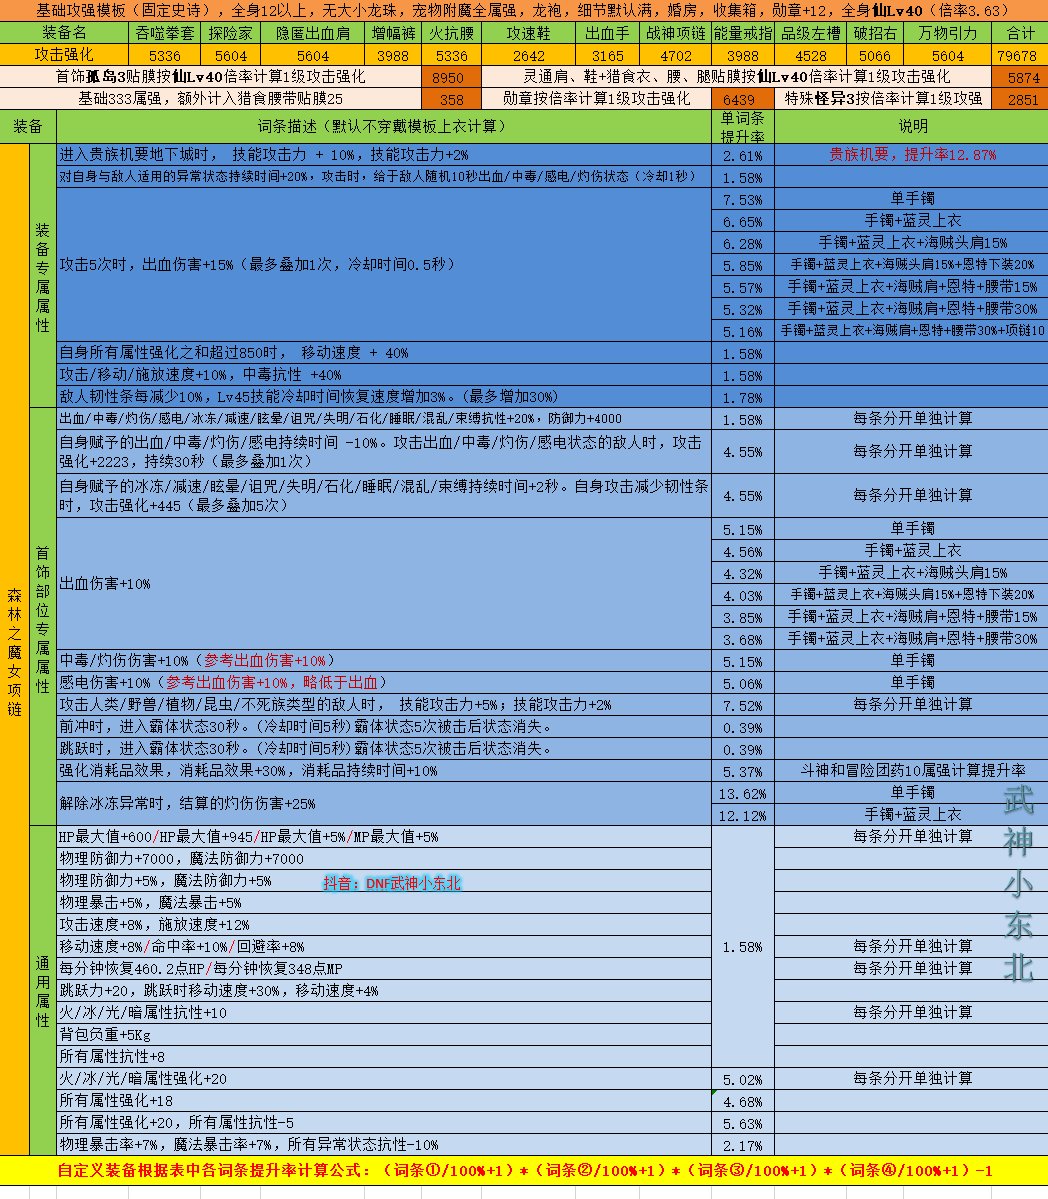 基础攻强模板（固定史诗），全身12以上，无大小龙珠，宠物附魔全属强，龙袍，细节默认满，婚房，收集箱，勋章+12，全身仙Lv40（倍率3.63）
装备名 吞噬拳套 探险家 隐匿出血肩 增幅裤 火抗腰 攻速鞋 出血手 战神项链 能量戒指 品级左槽 破招右 万物引力 合计
攻击强化 5336 5604 5604 3988 5336 2642 3165 4702 3988 4528 5066 5604 79678
首饰孤岛3贴膜按仙Lv40倍率计算1级攻击强化 8950 灵通肩、鞋+猎食衣、腰、腿贴膜按仙Lv40倍率计算1级攻击强化 5874
基础333属强，额外计入猎食腰带贴膜25 358 勋章按倍率计算1级攻击强化 6439 特殊怪异3按倍率计算1级攻强 2851
装备 词条描述（默认不穿戴模板上衣计算） 单词条提升率 说明
森林之魔女项链
装备专属属性
进入贵族机要地下城时， 技能攻击力 + 10%，技能攻击力+2% 2.61% 贵族机要，提升率12.87%
对自身与敌人适用的异常状态持续时间+20%，攻击时，给于敌人随机10秒出血/中毒/感电/灼伤状态（冷却1秒） 1.58%
攻击5次时，出血伤害+15%（最多叠加1次，冷却时间0.5秒）
7.53% 单手镯
6.65% 手镯+蓝灵上衣
6.28% 手镯+蓝灵上衣+海贼头肩15%
5.85% 手镯+蓝灵上衣+海贼头肩15%+恩特下装20%
5.57% 手镯+蓝灵上衣+海贼肩+恩特+腰带15%
5.32% 手镯+蓝灵上衣+海贼肩+恩特+腰带30%
5.16% 手镯+蓝灵上衣+海贼肩+恩特+腰带30%+项链10
自身所有属性强化之和超过850时， 移动速度 + 40% 1.58%
攻击/移动/施放速度+10%，中毒抗性 +40% 1.58%
敌人韧性条每减少10%，Lv45技能冷却时间恢复速度增加3%。（最多增加30%） 1.78%
首饰部位专属属性
出血/中毒/灼伤/感电/冰冻/减速/眩晕/诅咒/失明/石化/睡眠/混乱/束缚抗性+20%，防御力+4000 1.58% 每条分开单独计算
自身赋予的出血/中毒/灼伤/感电持续时间 -10%。攻击出血/中毒/灼伤/感电状态的敌人时，攻击
强化+2223，持续30秒（最多叠加1次） 4.55% 每条分开单独计算
自身赋予的冰冻/减速/眩晕/诅咒/失明/石化/睡眠/混乱/束缚持续时间+2秒。自身攻击减少韧性条
时，攻击强化+445（最多叠加5次） 4.55% 每条分开单独计算
出血伤害+10%
5.15% 单手镯
4.56% 手镯+蓝灵上衣
4.32% 手镯+蓝灵上衣+海贼头肩15%
4.03% 手镯+蓝灵上衣+海贼头肩15%+恩特下装20%
3.85% 手镯+蓝灵上衣+海贼肩+恩特+腰带15%
3.68% 手镯+蓝灵上衣+海贼肩+恩特+腰带30%
中毒/灼伤伤害+10%（参考出血伤害+10%） 5.15% 单手镯
感电伤害+10%（参考出血伤害+10%，略低于出血） 5.06% 单手镯
攻击人类/野兽/植物/昆虫/不死族类型的敌人时， 技能攻击力+5%；技能攻击力+2% 7.52% 每条分开单独计算
前冲时，进入霸体状态30秒。（冷却时间5秒）霸体状态5次被击后状态消失。 0.39%
跳跃时，进入霸体状态30秒。（冷却时间5秒）霸体状态5次被击后状态消失。 0.39%
强化消耗品效果，消耗品效果+30%，消耗品持续时间+10% 5.37% 斗神和冒险团药10属强计算提升率
解除冰冻异常时，结算的灼伤伤害+25%
13.62% 单手镯
12.12% 手镯+蓝灵上衣
通用属性
HP最大值+600/HP最大值+945/HP最大值+5%/MP最大值+5% 每条分开单独计算
物理防御力+7000，魔法防御力+7000
物理防御力+5%，魔法防御力+5% 抖音：DNF武神小东北
物理暴击+5%，魔法暴击+5%
攻击速度+8%，施放速度+12%
移动速度+8%/命中率+10%/回避率+8% 1.58% 每条分开单独计算
每分钟恢复460.2点HP/每分钟恢复348点MP 每条分开单独计算
跳跃力+20，跳跃时移动速度+30%，移动速度+4%
火/冰/光/暗属性抗性+10 每条分开单独计算
背包负重+5Kg
所有属性抗性+8
火/冰/光/暗属性强化+20 5.02% 每条分开单独计算
所有属性强化+18 4.68%
所有属性强化+20，所有属性抗性-5 5.63%
物理暴击率+7%，魔法暴击率+7%，所有异常状态抗性-10% 2.17%
武神小东北
自定义装备根据表中各词条提升率计算公式：（词条①/100%+1）*（词条②/100%+1）*（词条③/100%+1）*（词条④/100%+1）-1